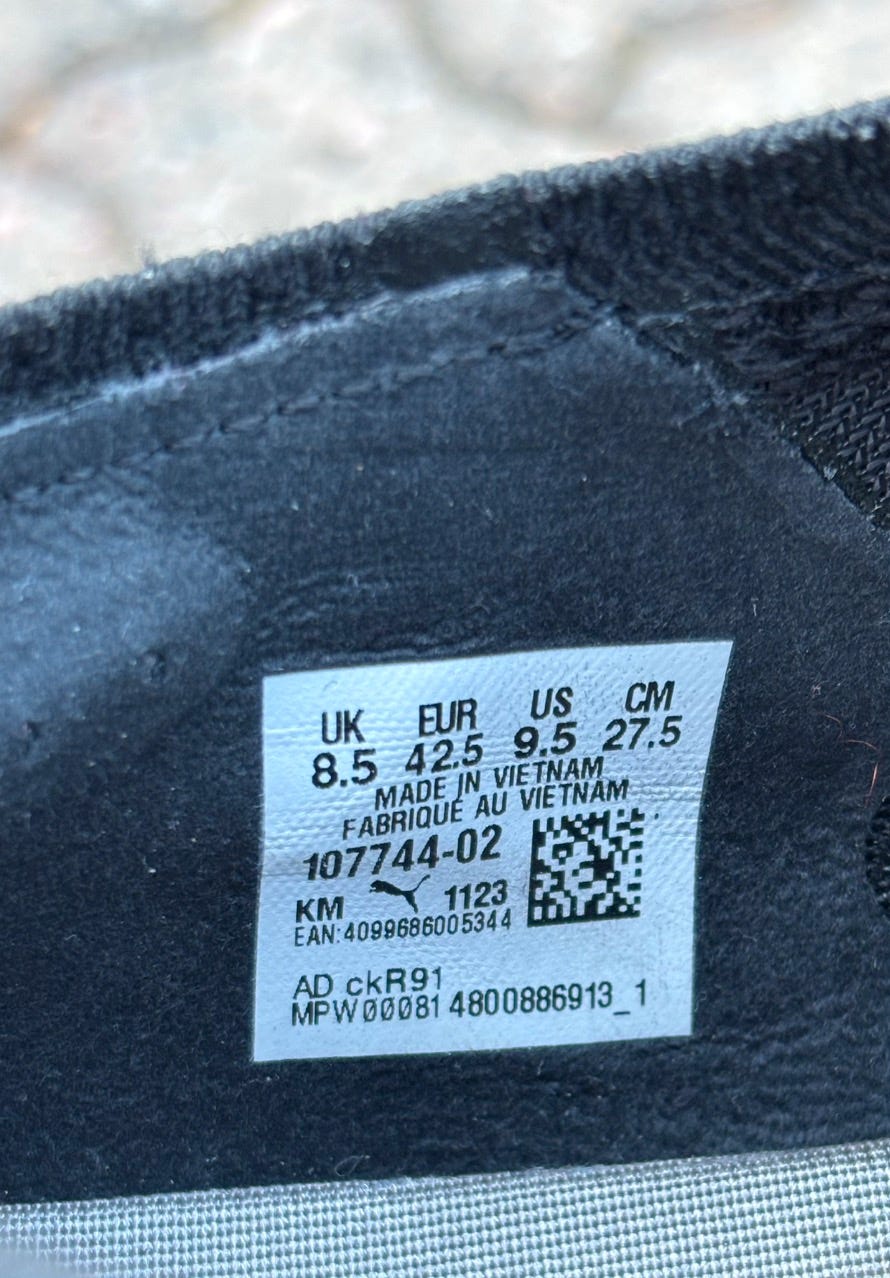 UK EUR US CM
8.5 42.5 9.5 27.5
MADE IN VIETNAM
FABRIQUÉ AU VIETNAM
107744-02
KM 1123
EAN:4099686005344
AD ckR91
MPW00081 4800886913_1